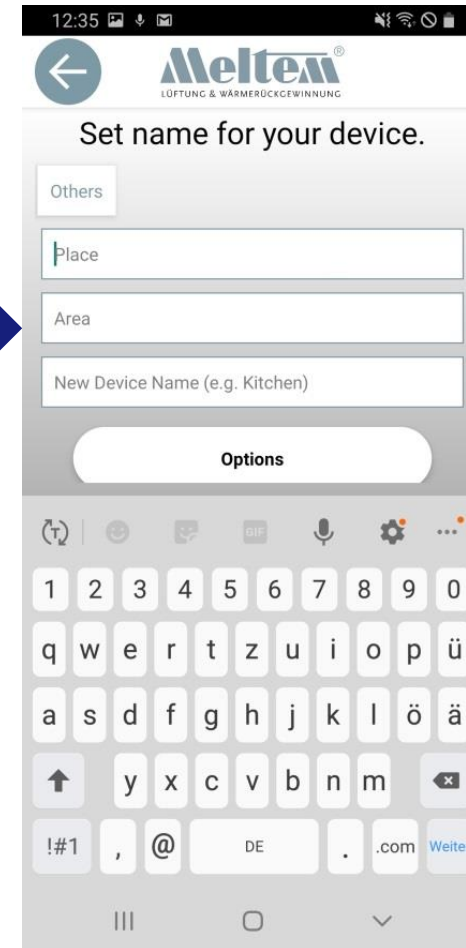 12:35
Meltem®
LÜFTUNG & WÄRMERÜCKGEWINNUNG
Set name for your device.
Others
Place
Area
New Device Name (e.g. Kitchen)
Options
GIF
1 2 3 4 5 6 7 8 9 0
q w e r t z u i o p ü
a s d f g h j k l ö ä
y x c v b n m
!#1 , @ DE . .com Weite